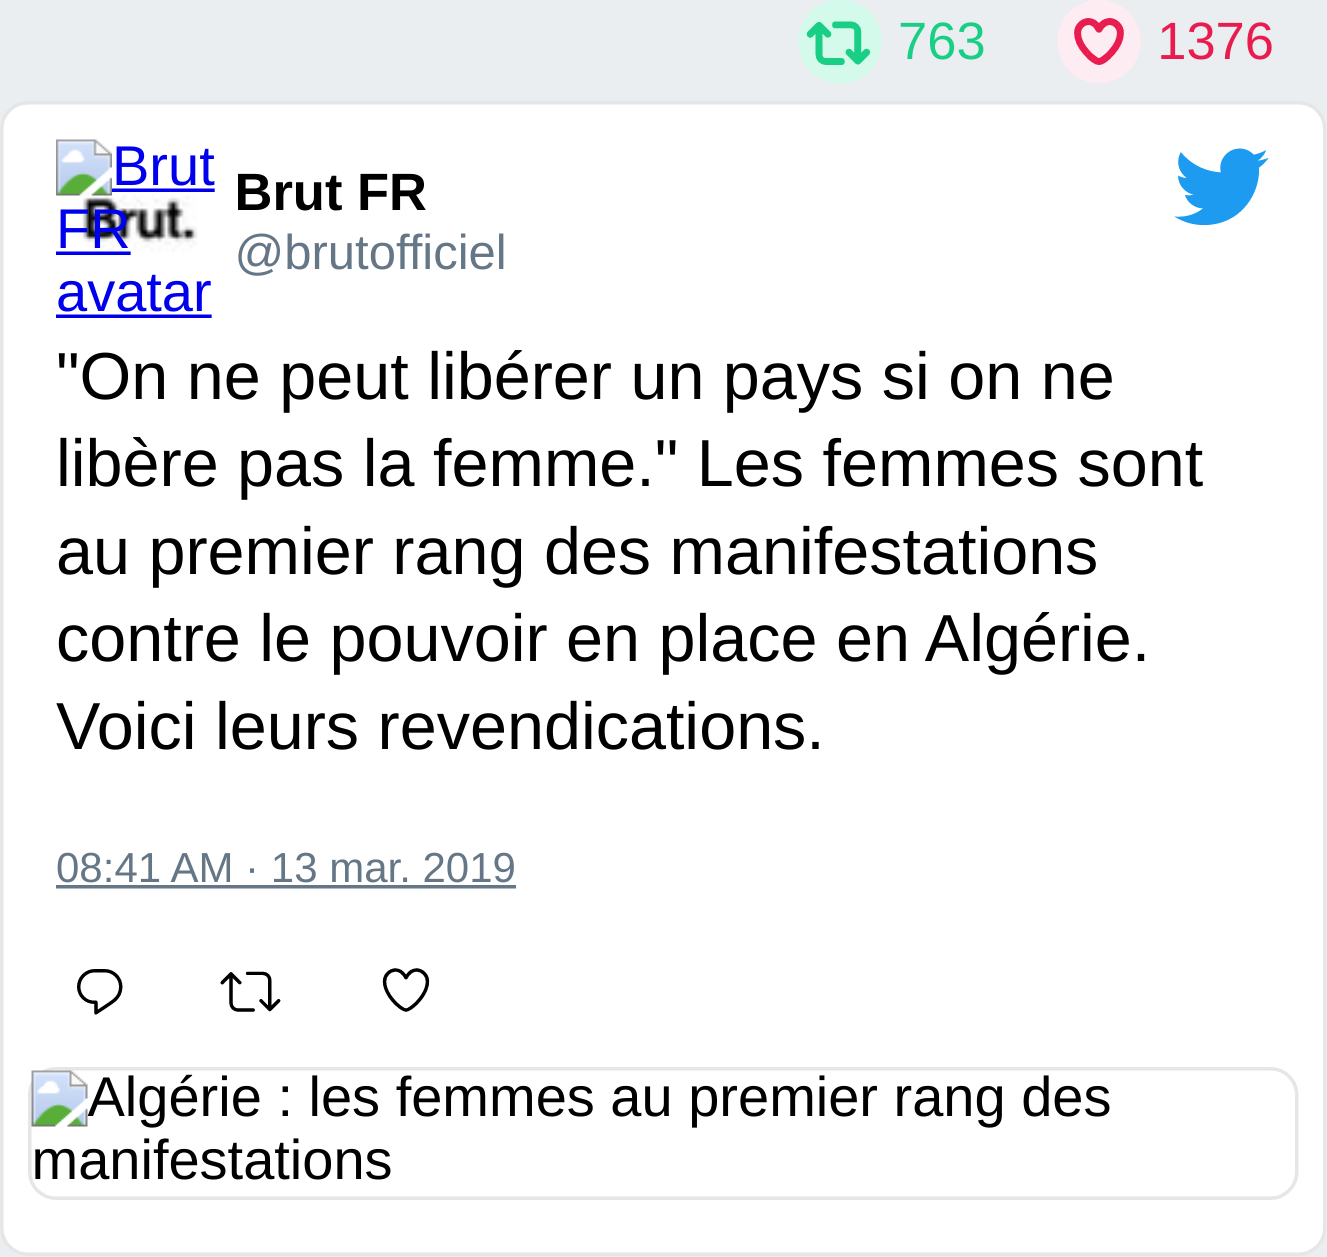 763 1376
Brut
FR
avatar
Brut.
Brut FR
@brutofficiel
"On ne peut libérer un pays si on ne
libère pas la femme." Les femmes sont
au premier rang des manifestations
contre le pouvoir en place en Algérie.
Voici leurs revendications.
08:41 AM · 13 mar. 2019
Algérie : les femmes au premier rang des
manifestations